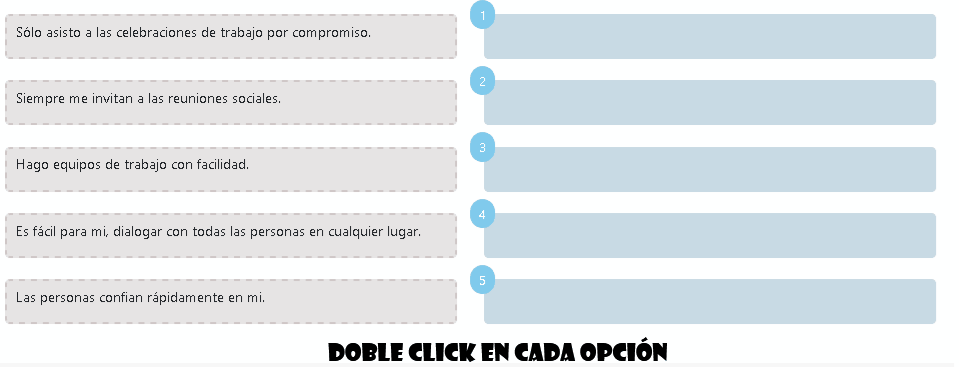 Sólo asisto a las celebraciones de trabajo por compromiso.
1
Siempre me invitan a las reuniones sociales.
2
Hago equipos de trabajo con facilidad.
3
Es fácil para mi, dialogar con todas las personas en cualquier lugar.
4
Las personas confian rápidamente en mi.
5
DOBLE CLICK EN CADA OPCIÓN